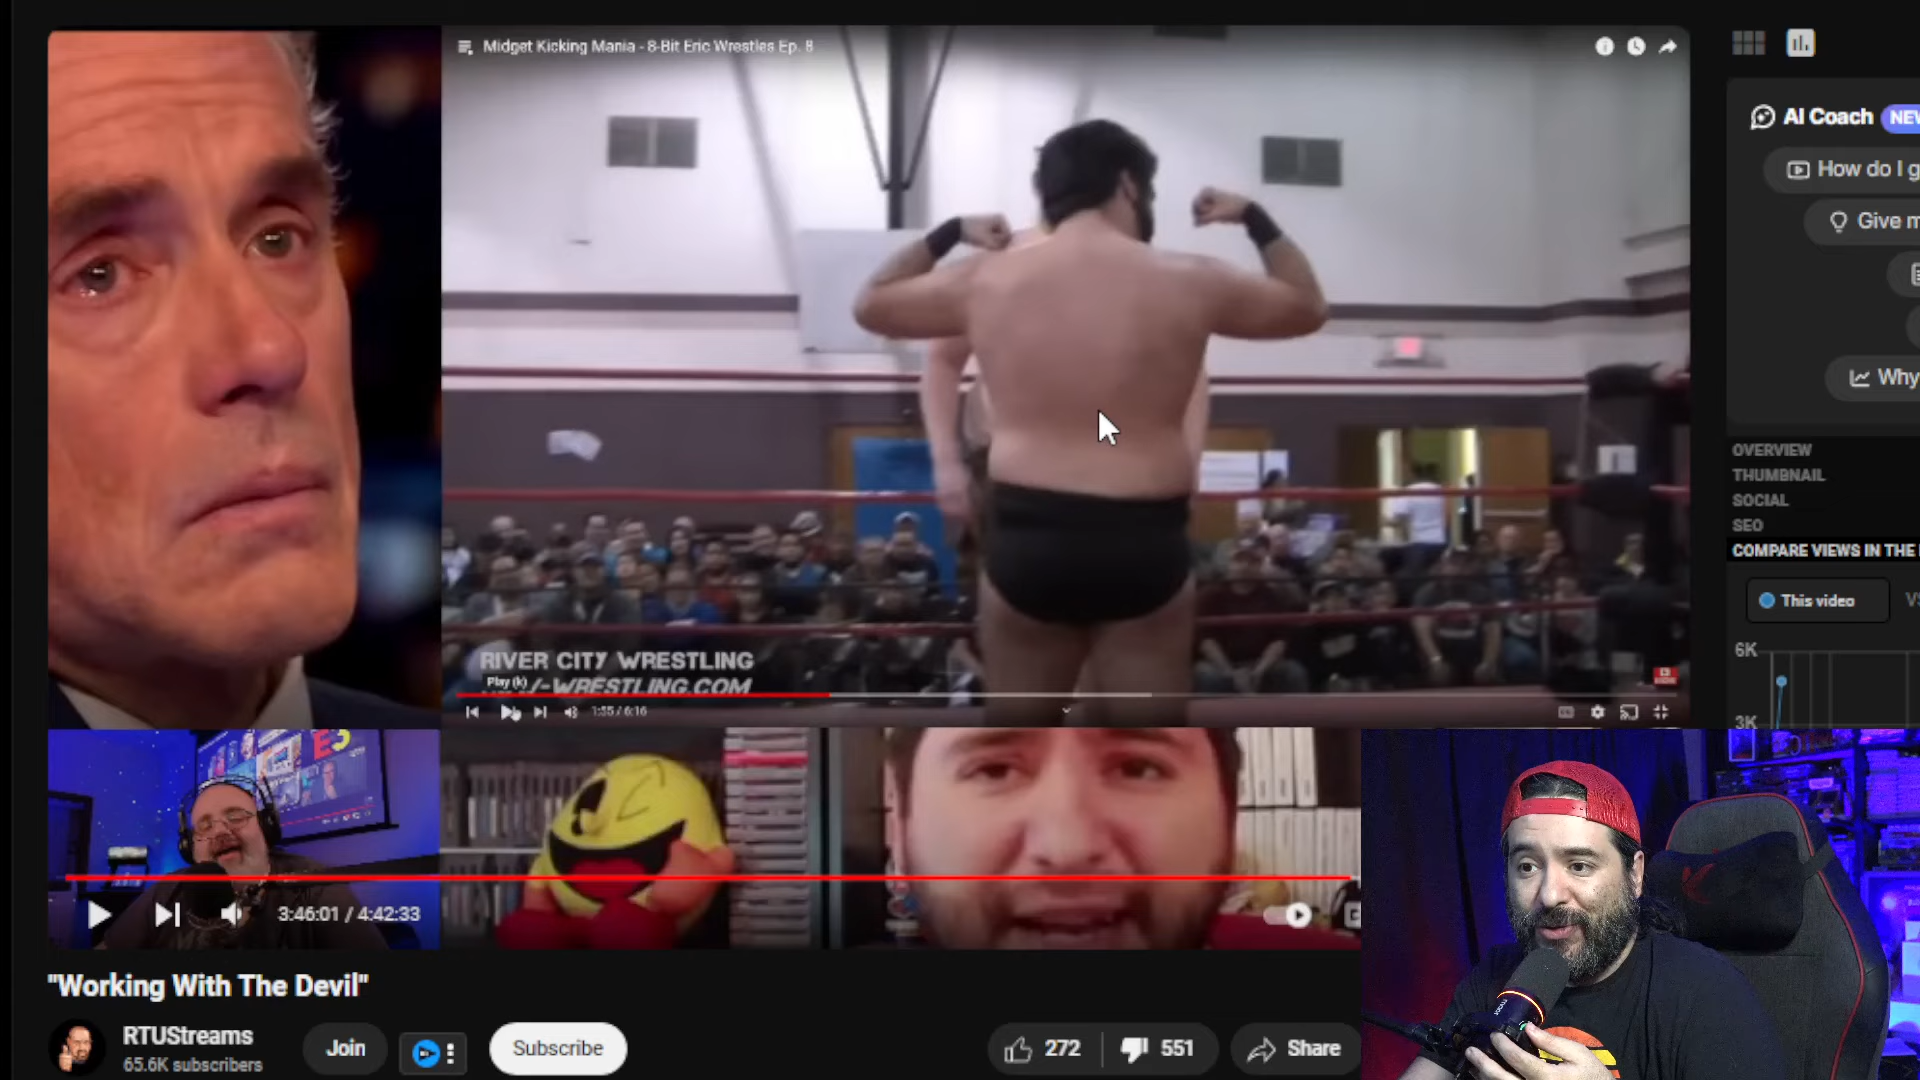 Midget Kicking Mania - 8-Bit Eric Wrestles Ep. 8
AI Coach
How do I g
Give m
Why
OVERVIEW
THUMBNAIL
SOCIAL
SEO
COMPARE VIEWS IN THE
This video
6K
3K
RIVER CITY WRESTLING
Play (k)
-WRESTLING.COM
1:55 / 6:16
E3
3:46:01 / 4:42:33
"Working With The Devil"
RTUStreams
65.6K subscribers
Join
Subscribe
272
551
Share